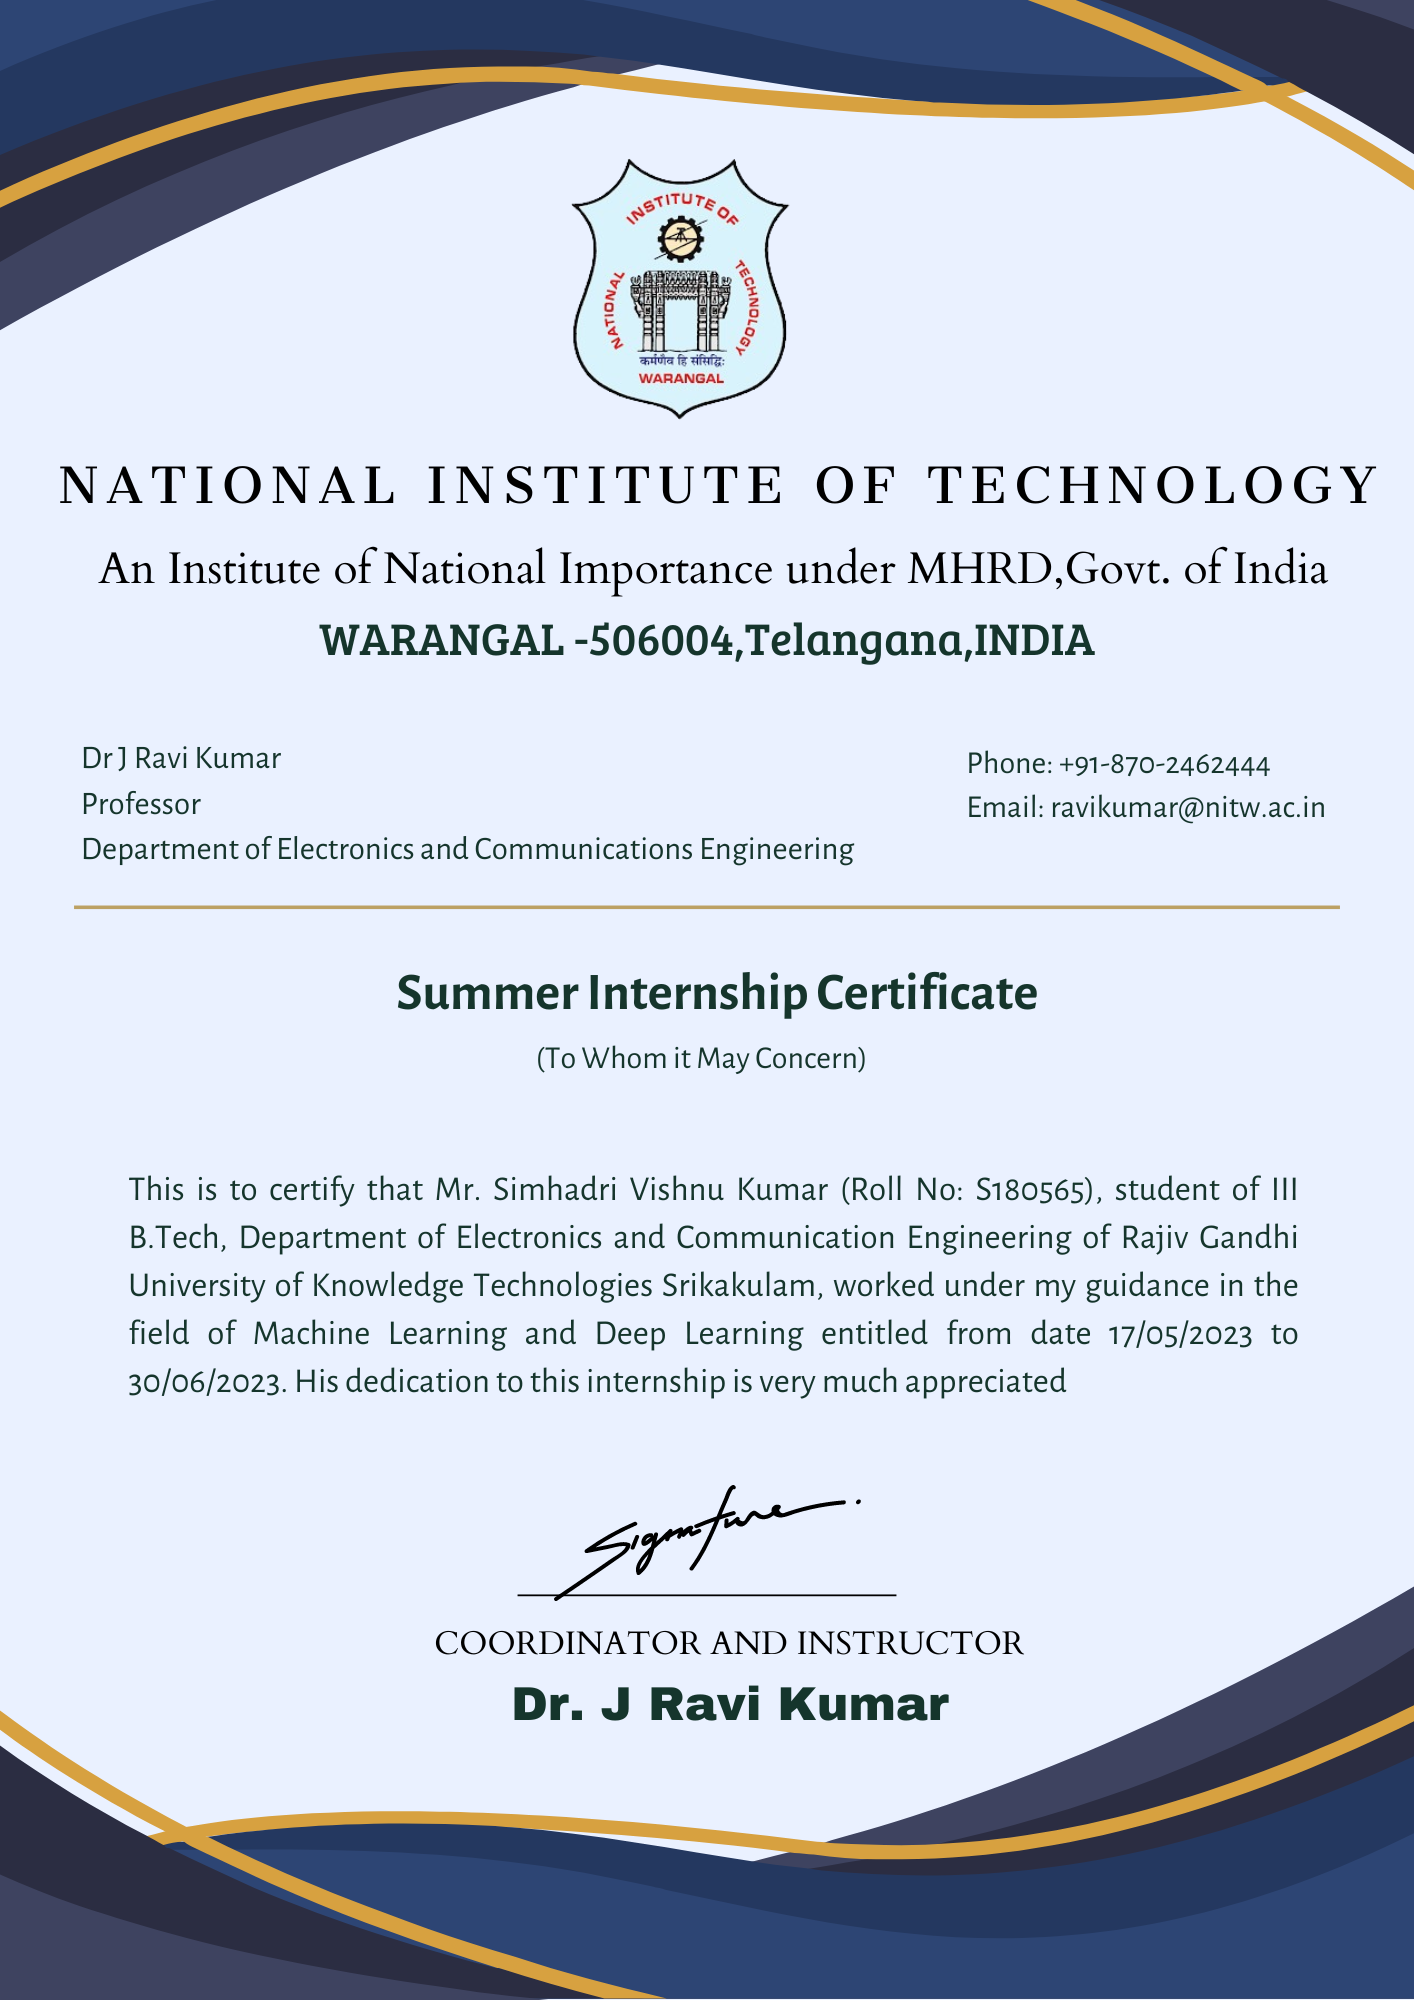 INSTITUTE OF
NATIONAL
TECHNOLOGY
कर्मणैव हि संसिद्धिः
WARANGAL
NATIONAL INSTITUTE OF TECHNOLOGY
An Institute of National Importance under MHRD,Govt. of India
WARANGAL -506004,Telangana,INDIA
Dr J Ravi Kumar
Professor
Department of Electronics and Communications Engineering
Phone: +91-870-2462444
Email: ravikumar@nitw.ac.in
Summer Internship Certificate
(To Whom it May Concern)
This is to certify that Mr. Simhadri Vishnu Kumar (Roll No: S180565), student of III
B.Tech, Department of Electronics and Communication Engineering of Rajiv Gandhi
University of Knowledge Technologies Srikakulam, worked under my guidance in the
field of Machine Learning and Deep Learning entitled from date 17/05/2023 to
30/06/2023. His dedication to this internship is very much appreciated
Signature
COORDINATOR AND INSTRUCTOR
Dr. J Ravi Kumar